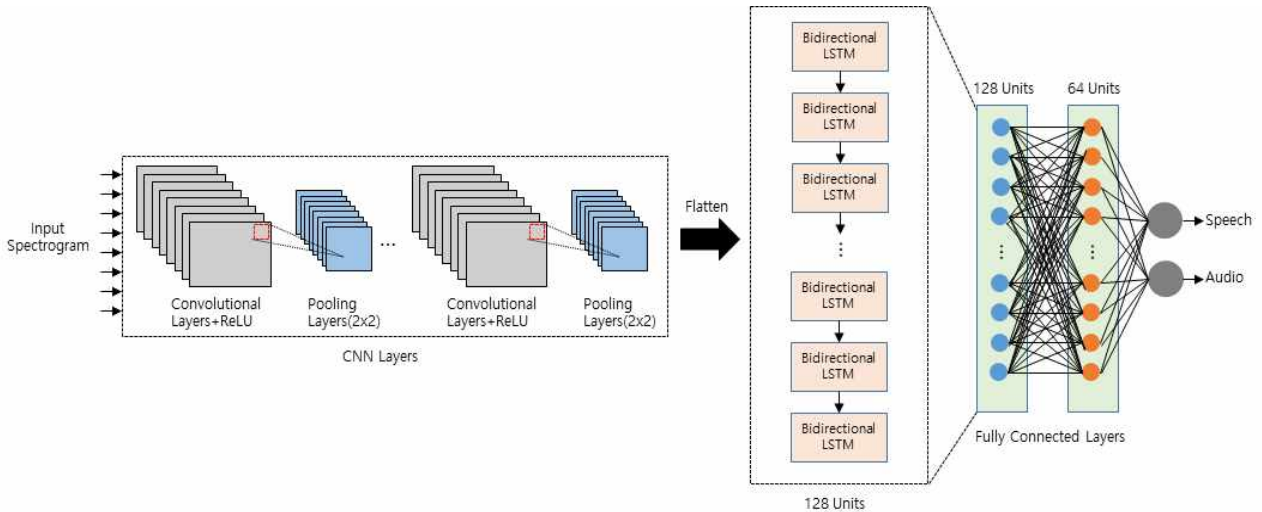 Input
Spectrogram
Convolutional
Layers+ReLU
Pooling
Layers(2x2)
...
Convolutional
Layers+ReLU
Pooling
Layers(2x2)
CNN Layers
Flatten
Bidirectional
LSTM
Bidirectional
LSTM
Bidirectional
LSTM
...
Bidirectional
LSTM
Bidirectional
LSTM
Bidirectional
LSTM
128 Units
128 Units
64 Units
...
...
Fully Connected Layers
Speech
Audio